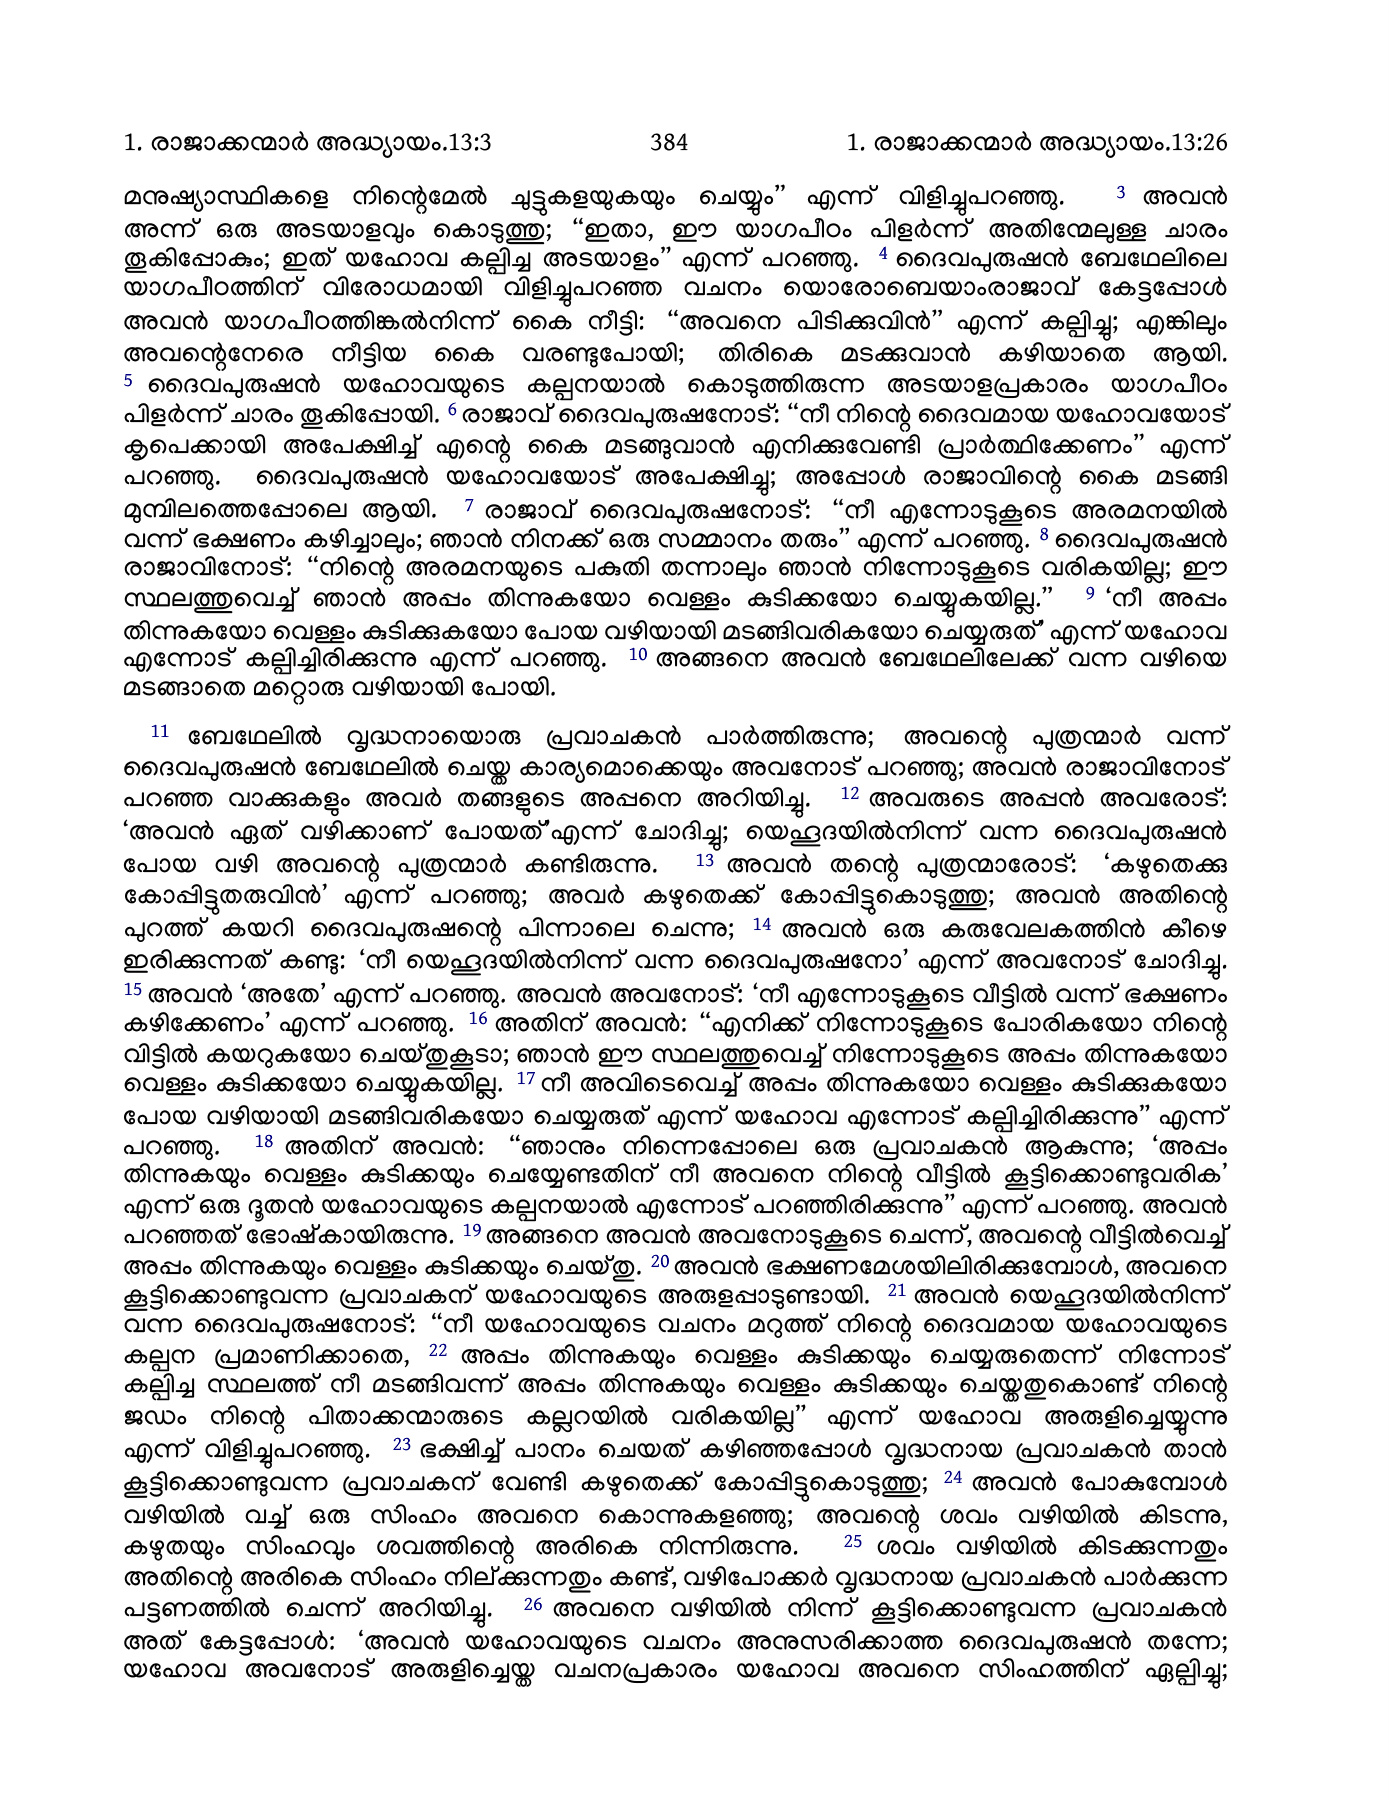 1. രാജാക്കന്മാർ അദ്ധ്യായം.13:3 384 1. രാജാക്കന്മാർ അദ്ധ്യായം.13:26
മനുഷ്യാസ്ഥികളെ നിന്റെമേൽ ചുട്ടുകളയുകയും ചെയ്യും” എന്ന് വിളിച്ചുപറഞ്ഞു. 3 അവൻ
അന്ന് ഒരു അടയാളവും കൊടുത്തു; “ഇതാ, ഈ യാഗപീഠം പിളർന്ന് അതിന്മേലുള്ള ചാരം
തൂകിപ്പോകും; ഇത് യഹോവ കല്പിച്ച അടയാളം” എന്ന് പറഞ്ഞു. 4 ദൈവപുരുഷൻ ബേഥേലിലെ
യാഗപീഠത്തിന് വിരോധമായി വിളിച്ചുപറഞ്ഞ വചനം യൊരോബെയാംരാജാവ് കേട്ടപ്പോൾ
അവൻ യാഗപീഠത്തിങ്കൽനിന്ന് കൈ നീട്ടി: “അവനെ പിടിക്കുവിൻ” എന്ന് കല്പിച്ചു; എങ്കിലും
അവന്റെനേരെ നീട്ടിയ കൈ വരണ്ടുപോയി; തിരികെ മടക്കുവാൻ കഴിയാതെ ആയി.
5 ദൈവപുരുഷൻ യഹോവയുടെ കല്പനയാൽ കൊടുത്തിരുന്ന അടയാളപ്രകാരം യാഗപീഠം
പിളർന്ന് ചാരം തൂകിപ്പോയി. 6 രാജാവ് ദൈവപുരുഷനോട്: “നീ നിന്റെ ദൈവമായ യഹോവയോട്
കൃപെക്കായി അപേക്ഷിച്ച് എന്റെ കൈ മടങ്ങുവാൻ എനിക്കുവേണ്ടി പ്രാർത്ഥിക്കേണം” എന്ന്
പറഞ്ഞു. ദൈവപുരുഷൻ യഹോവയോട് അപേക്ഷിച്ചു; അപ്പോൾ രാജാവിന്റെ കൈ മടങ്ങി
മുമ്പിലത്തെപ്പോലെ ആയി. 7 രാജാവ് ദൈവപുരുഷനോട്: “നീ എന്നോടുകൂടെ അരമനയിൽ
വന്ന് ഭക്ഷണം കഴിച്ചാലും; ഞാൻ നിനക്ക് ഒരു സമ്മാനം തരും” എന്ന് പറഞ്ഞു. 8 ദൈവപുരുഷൻ
രാജാവിനോട്: “നിന്റെ അരമനയുടെ പകുതി തന്നാലും ഞാൻ നിന്നോടുകൂടെ വരികയില്ല; ഈ
സ്ഥലത്തുവെച്ച് ഞാൻ അപ്പം തിന്നുകയോ വെള്ളം കുടിക്കയോ ചെയ്യുകയില്ല.” 9 ‘നീ അപ്പം
തിന്നുകയോ വെള്ളം കുടിക്കുകയോ പോയ വഴിയായി മടങ്ങിവരികയോ ചെയ്യരുത്’ എന്ന് യഹോവ
എന്നോട് കല്പിച്ചിരിക്കുന്നു എന്ന് പറഞ്ഞു. 10 അങ്ങനെ അവൻ ബേഥേലിലേക്ക് വന്ന വഴിയെ
മടങ്ങാതെ മറ്റൊരു വഴിയായി പോയി.
11 ബേഥേലിൽ വൃദ്ധനായൊരു പ്രവാചകൻ പാർത്തിരുന്നു; അവന്റെ പുത്രന്മാർ വന്ന്
ദൈവപുരുഷൻ ബേഥേലിൽ ചെയ്ത കാര്യമൊക്കെയും അവനോട് പറഞ്ഞു; അവൻ രാജാവിനോട്
പറഞ്ഞ വാക്കുകളും അവർ തങ്ങളുടെ അപ്പനെ അറിയിച്ചു. 12 അവരുടെ അപ്പൻ അവരോട്:
‘അവൻ ഏത് വഴിക്കാണ് പോയത്’എന്ന് ചോദിച്ചു; യെഹൂദയിൽനിന്ന് വന്ന ദൈവപുരുഷൻ
പോയ വഴി അവന്റെ പുത്രന്മാർ കണ്ടിരുന്നു. 13 അവൻ തന്റെ പുത്രന്മാരോട്: ‘കഴുതെക്കു
കോപ്പിട്ടുതരുവിൻ’ എന്ന് പറഞ്ഞു; അവർ കഴുതെക്ക് കോപ്പിട്ടുകൊടുത്തു; അവൻ അതിന്റെ
പുറത്ത് കയറി ദൈവപുരുഷന്റെ പിന്നാലെ ചെന്നു; 14 അവൻ ഒരു കരുവേലകത്തിൻ കീഴെ
ഇരിക്കുന്നത് കണ്ടു: ‘നീ യെഹൂദയിൽനിന്ന് വന്ന ദൈവപുരുഷനോ’ എന്ന് അവനോട് ചോദിച്ചു.
15 അവൻ ‘അതേ’ എന്ന് പറഞ്ഞു. അവൻ അവനോട്: ‘നീ എന്നോടുകൂടെ വീട്ടിൽ വന്ന് ഭക്ഷണം
കഴിക്കേണം’ എന്ന് പറഞ്ഞു. 16 അതിന് അവൻ: “എനിക്ക് നിന്നോടുകൂടെ പോരികയോ നിന്റെ
വിട്ടിൽ കയറുകയോ ചെയ്തുകൂടാ; ഞാൻ ഈ സ്ഥലത്തുവെച്ച് നിന്നോടുകൂടെ അപ്പം തിന്നുകയോ
വെള്ളം കുടിക്കയോ ചെയ്യുകയില്ല. 17 നീ അവിടെവെച്ച് അപ്പം തിന്നുകയോ വെള്ളം കുടിക്കുകയോ
പോയ വഴിയായി മടങ്ങിവരികയോ ചെയ്യരുത് എന്ന് യഹോവ എന്നോട് കല്പിച്ചിരിക്കുന്നു” എന്ന്
പറഞ്ഞു. 18 അതിന് അവൻ: “ഞാനും നിന്നെപ്പോലെ ഒരു പ്രവാചകൻ ആകുന്നു; ‘അപ്പം
തിന്നുകയും വെള്ളം കുടിക്കയും ചെയ്യേണ്ടതിന് നീ അവനെ നിന്റെ വീട്ടിൽ കൂട്ടിക്കൊണ്ടുവരിക’
എന്ന് ഒരു ദൂതൻ യഹോവയുടെ കല്പനയാൽ എന്നോട് പറഞ്ഞിരിക്കുന്നു” എന്ന് പറഞ്ഞു. അവൻ
പറഞ്ഞത് ഭോഷ്കായിരുന്നു. 19 അങ്ങനെ അവൻ അവനോടുകൂടെ ചെന്ന്, അവന്റെ വീട്ടിൽവെച്ച്
അപ്പം തിന്നുകയും വെള്ളം കുടിക്കയും ചെയ്തു. 20 അവൻ ഭക്ഷണമേശയിലിരിക്കുമ്പോൾ, അവനെ
കൂട്ടിക്കൊണ്ടുവന്ന പ്രവാചകന് യഹോവയുടെ അരുളപ്പാടുണ്ടായി. 21 അവൻ യെഹൂദയിൽനിന്ന്
വന്ന ദൈവപുരുഷനോട്: “നീ യഹോവയുടെ വചനം മറുത്ത് നിന്റെ ദൈവമായ യഹോവയുടെ
കല്പന പ്രമാണിക്കാതെ, 22 അപ്പം തിന്നുകയും വെള്ളം കുടിക്കയും ചെയ്യരുതെന്ന് നിന്നോട്
കല്പിച്ച സ്ഥലത്ത് നീ മടങ്ങിവന്ന് അപ്പം തിന്നുകയും വെള്ളം കുടിക്കയും ചെയ്തതുകൊണ്ട് നിന്റെ
ജഡം നിന്റെ പിതാക്കന്മാരുടെ കല്ലറയിൽ വരികയില്ല” എന്ന് യഹോവ അരുളിച്ചെയ്യുന്നു
എന്ന് വിളിച്ചുപറഞ്ഞു. 23 ഭക്ഷിച്ച് പാനം ചെയത് കഴിഞ്ഞപ്പോൾ വൃദ്ധനായ പ്രവാചകൻ താൻ
കൂട്ടിക്കൊണ്ടുവന്ന പ്രവാചകന് വേണ്ടി കഴുതെക്ക് കോപ്പിട്ടുകൊടുത്തു; 24 അവൻ പോകുമ്പോൾ
വഴിയിൽ വച്ച് ഒരു സിംഹം അവനെ കൊന്നുകളഞ്ഞു; അവന്റെ ശവം വഴിയിൽ കിടന്നു,
കഴുതയും സിംഹവും ശവത്തിന്റെ അരികെ നിന്നിരുന്നു. 25 ശവം വഴിയിൽ കിടക്കുന്നതും
അതിന്റെ അരികെ സിംഹം നില്ക്കുന്നതും കണ്ട്, വഴിപോക്കർ വൃദ്ധനായ പ്രവാചകൻ പാർക്കുന്ന
പട്ടണത്തിൽ ചെന്ന് അറിയിച്ചു. 26 അവനെ വഴിയിൽ നിന്ന് കൂട്ടിക്കൊണ്ടുവന്ന പ്രവാചകൻ
അത് കേട്ടപ്പോൾ: ‘അവൻ യഹോവയുടെ വചനം അനുസരിക്കാത്ത ദൈവപുരുഷൻ തന്നേ;
യഹോവ അവനോട് അരുളിച്ചെയ്ത വചനപ്രകാരം യഹോവ അവനെ സിംഹത്തിന് ഏല്പിച്ചു;